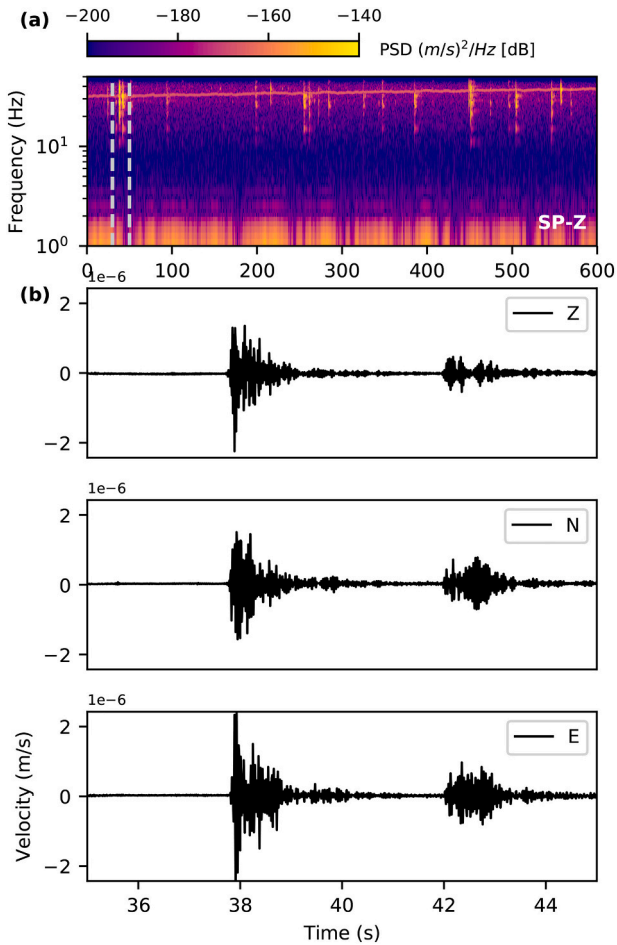 (a)
−200 −180 −160 −140
PSD (m/s)²/Hz [dB]
Frequency (Hz)
10¹
10⁰
SP-Z
0 100 200 300 400 500 600
(b)
1e−6
2
0
−2
Z
1e−6
2
0
−2
N
1e−6
2
0
−2
E
Velocity (m/s)
36 38 40 42 44
Time (s)